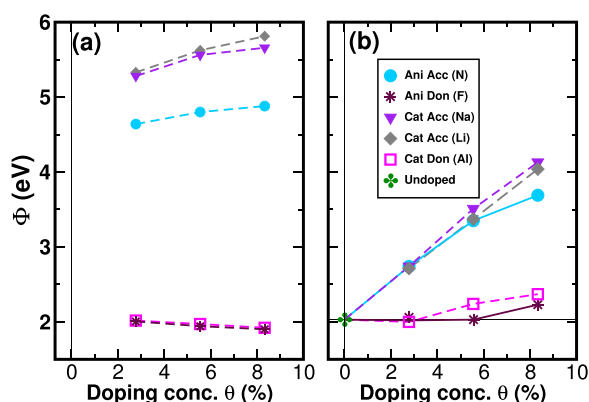 (a)
(b)
6
5
4
3
2
Φ (eV)
0 2 4 6 8 10
0 2 4 6 8 10
Doping conc. θ (%)
Doping conc. θ (%)
Ani Acc (N)
Ani Don (F)
Cat Acc (Na)
Cat Acc (Li)
Cat Don (Al)
Undoped